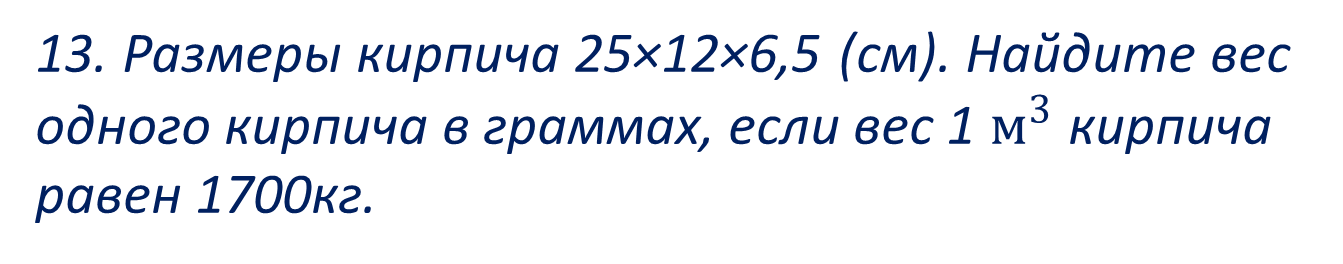 13. Размеры кирпича 25×12×6,5 (см). Найдите вес
одного кирпича в граммах, если вес 1 м³ кирпича
равен 1700кг.